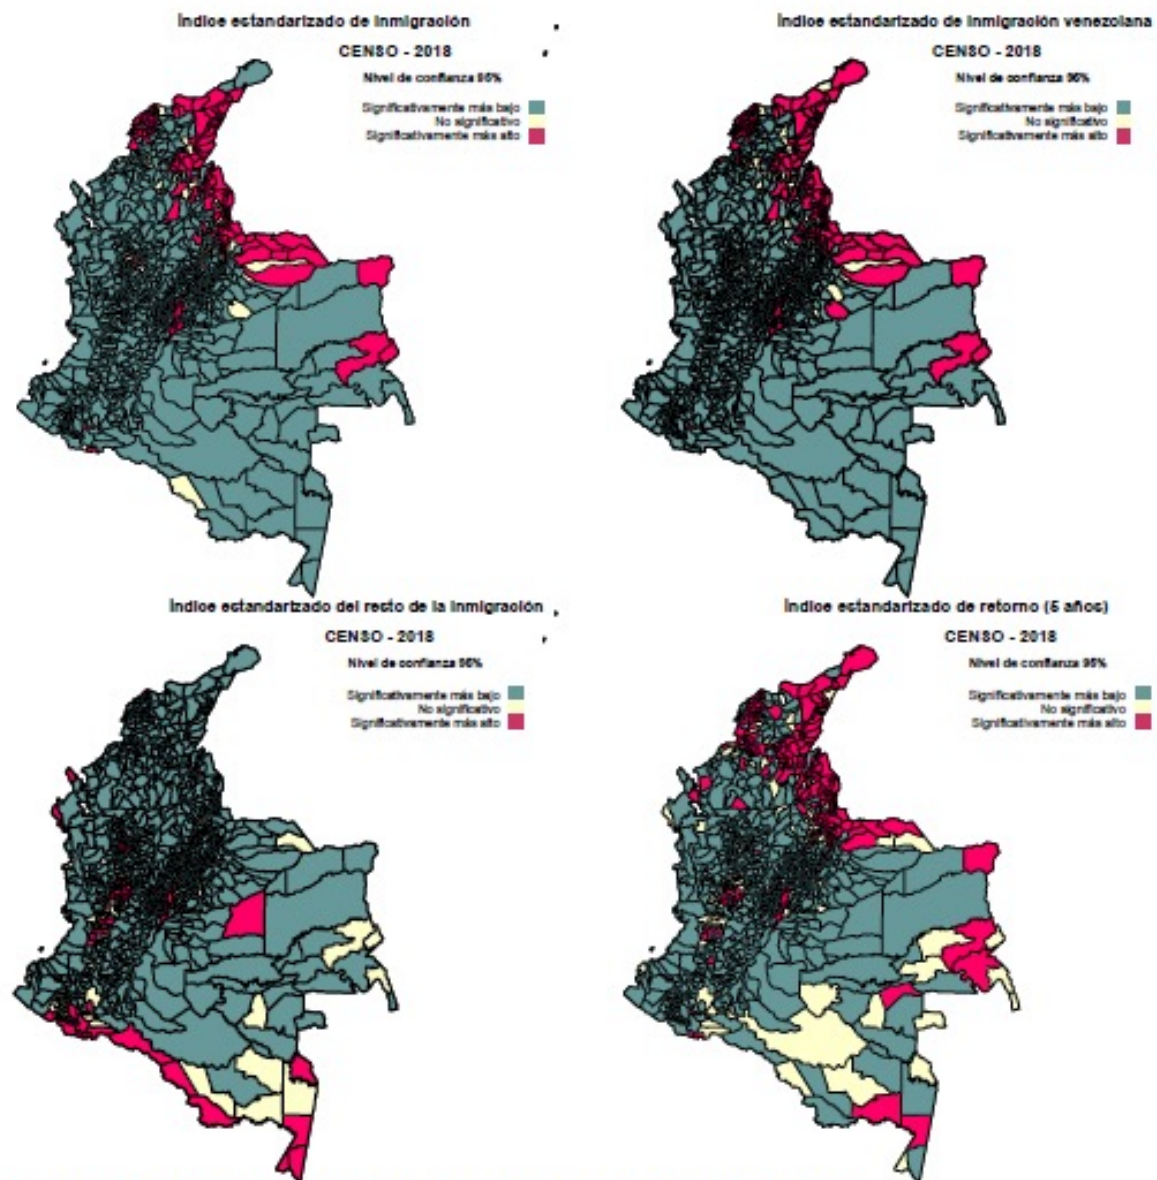 Índice estandarizado de inmigración
CENSO - 2018
Nivel de confianza 95%
Significativamente más bajo
No significativo
Significativamente más alto
Índice estandarizado de inmigración venezolana
CENSO - 2018
Nivel de confianza 95%
Significativamente más bajo
No significativo
Significativamente más alto
Índice estandarizado del resto de la inmigración
CENSO - 2018
Nivel de confianza 95%
Significativamente más bajo
No significativo
Significativamente más alto
Índice estandarizado de retorno (5 años)
CENSO - 2018
Nivel de confianza 95%
Significativamente más bajo
No significativo
Significativamente más alto